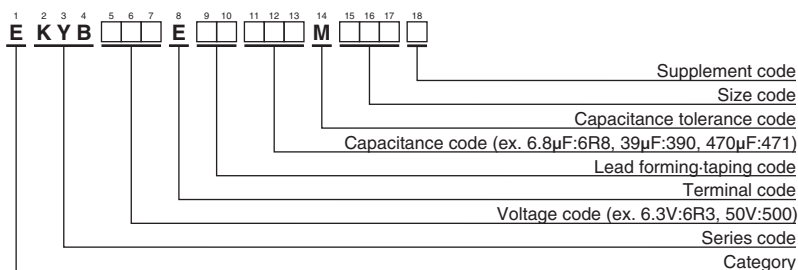 1 2 3 4 5 6 7 8 9 10 11 12 13 14 15 16 17 18
E K Y B E M
Supplement code
Size code
Capacitance tolerance code
Capacitance code (ex. 6.8μF:6R8, 39μF:390, 470μF:471)
Lead forming·taping code
Terminal code
Voltage code (ex. 6.3V:6R3, 50V:500)
Series code
Category